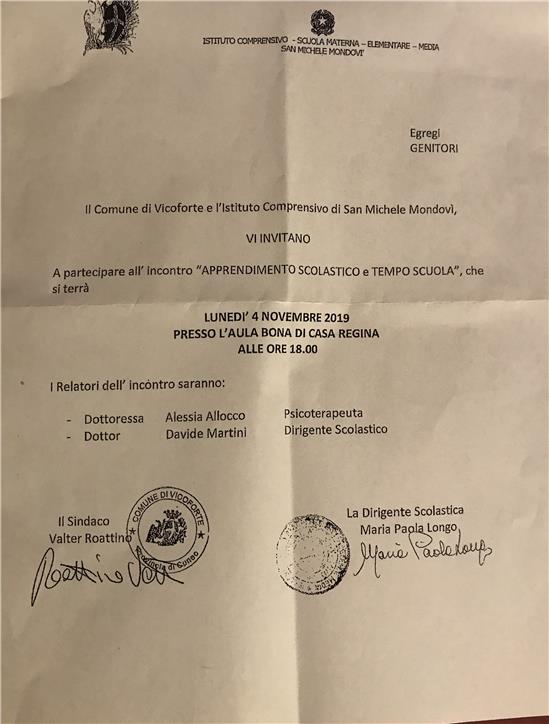 ISTITUTO COMPRENSIVO - SCUOLA MATERNA – ELEMENTARE – MEDIA
SAN MICHELE MONDOVI'
Egregi
GENITORI
Il Comune di Vicoforte e l'Istituto Comprensivo di San Michele Mondovì,
VI INVITANO
A partecipare all' incontro "APPRENDIMENTO SCOLASTICO e TEMPO SCUOLA", che
si terrà
LUNEDI' 4 NOVEMBRE 2019
PRESSO L'AULA BONA DI CASA REGINA
ALLE ORE 18.00
I Relatori dell' incontro saranno:
- Dottoressa Alessia Allocco Psicoterapeuta
- Dottor Davide Martini Dirigente Scolastico
Il Sindaco
Valter Roattino
COMUNE DI VICOFORTE
Provincia di Cuneo
Roattino Valt
La Dirigente Scolastica
Maria Paola Longo
MEDIA
Maria Paola Longo